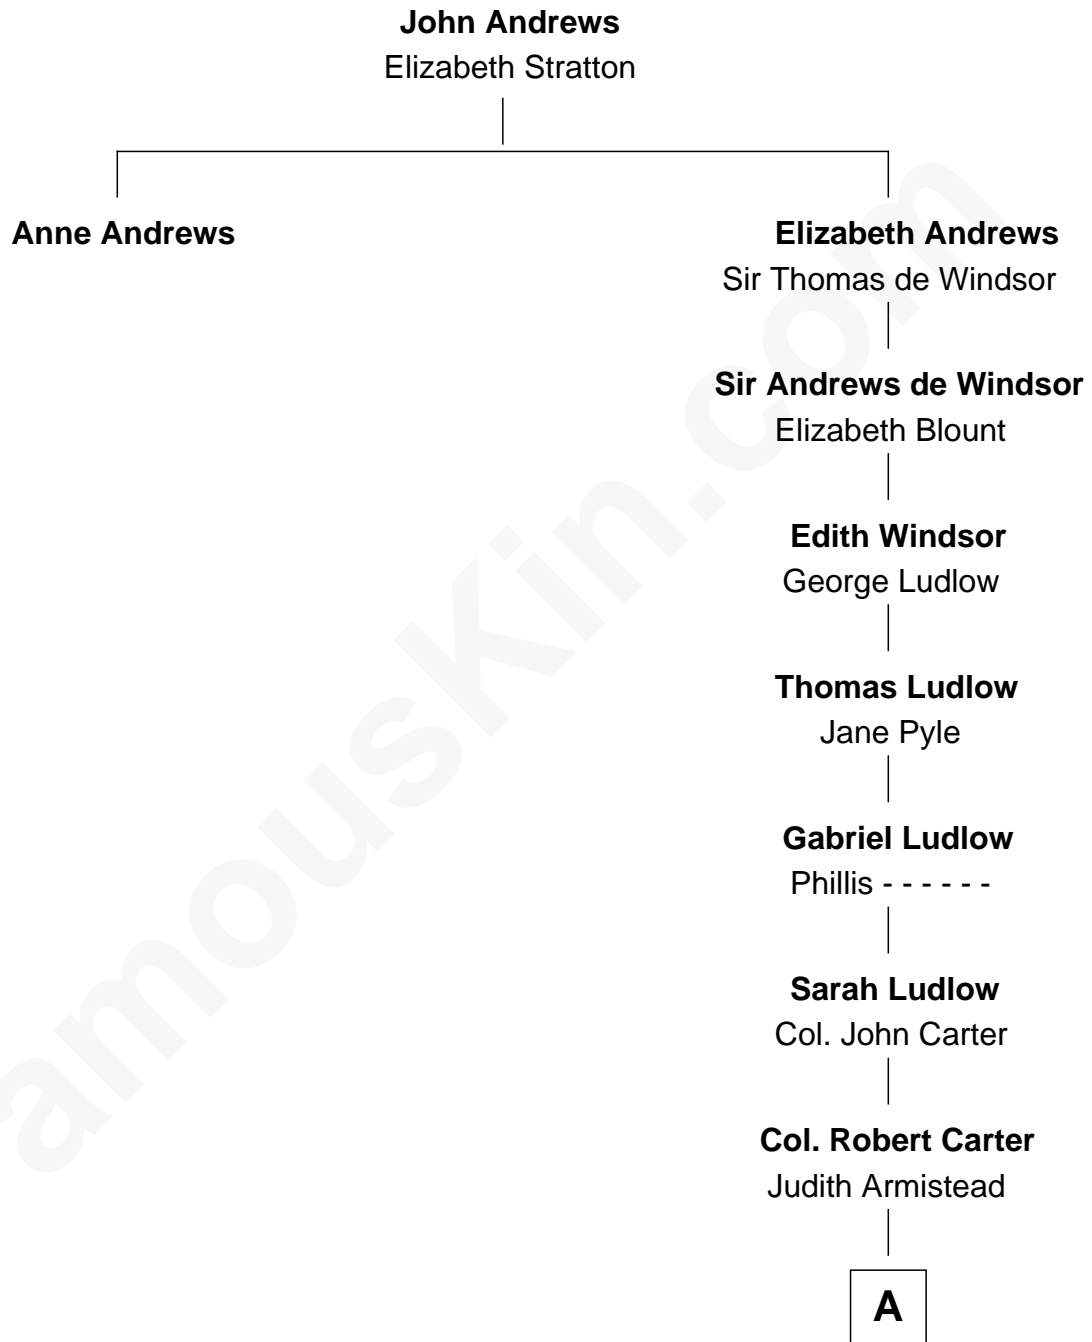 John Andrews
Elizabeth Stratton
Anne Andrews
Elizabeth Andrews
Sir Thomas de Windsor
Sir Andrews de Windsor
Elizabeth Blount
Edith Windsor
George Ludlow
Thomas Ludlow
Jane Pyle
Gabriel Ludlow
Phillis - - - - - -
Sarah Ludlow
Col. John Carter
Col. Robert Carter
Judith Armistead
A
amousKin.com